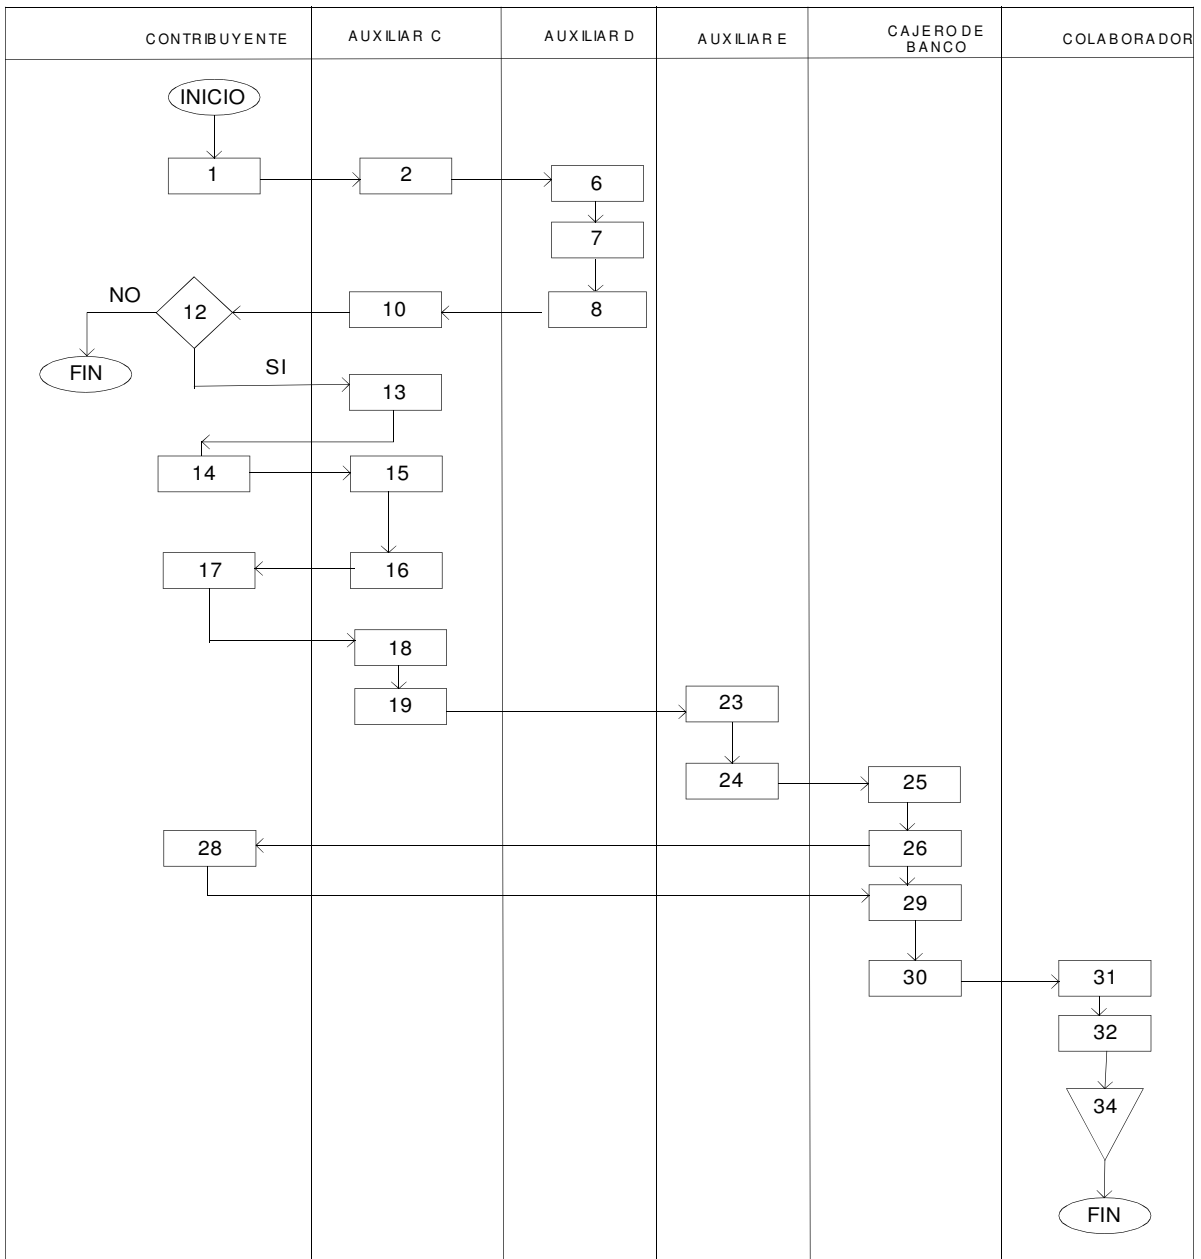 CONTRIBUYENTE AUXILIAR C AUXILIAR D AUXILIAR E CAJERO DE BANCO COLABORADOR
INICIO
1 2 6
7
NO 12 10 8
FIN SI 13
14 15
17 16
18
19 23
24 25
28 26
29
30 31
32
34
FIN